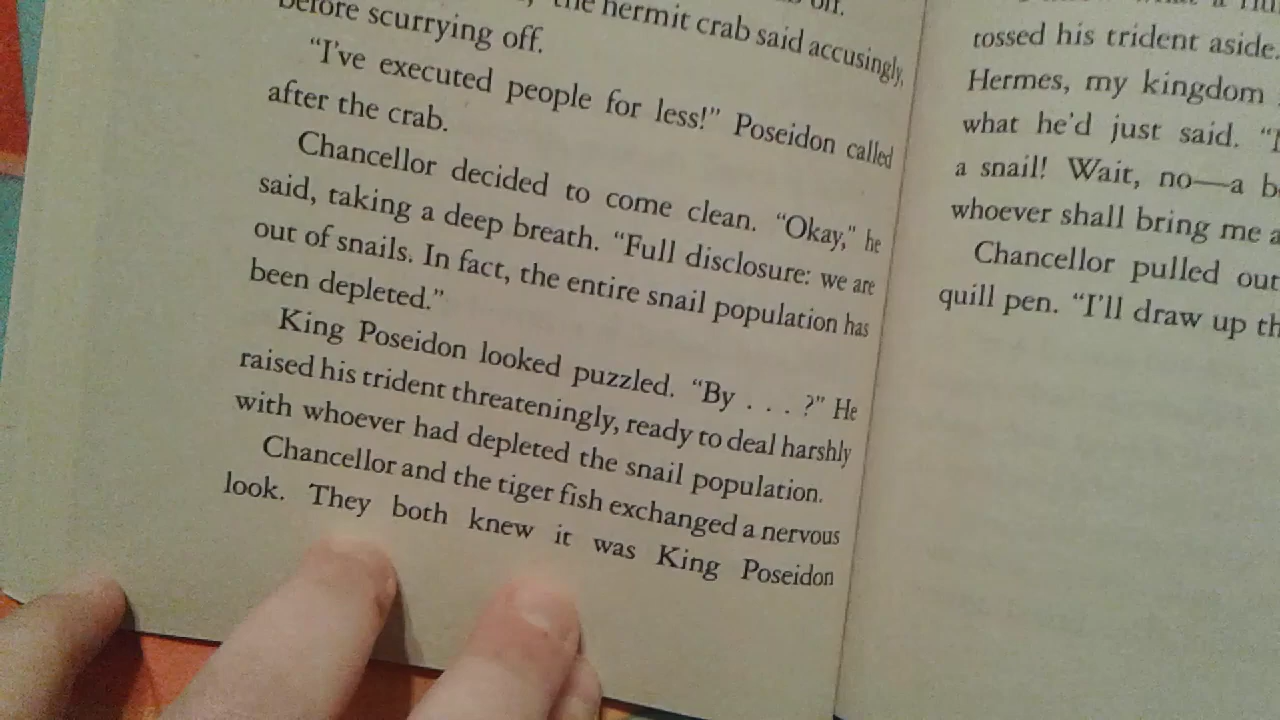 off.
the hermit crab said accusingly,
before scurrying off.
“I've executed people for less!” Poseidon called
after the crab.
Chancellor decided to come clean. “Okay,” he
said, taking a deep breath. “Full disclosure: we are
out of snails. In fact, the entire snail population has
been depleted.”
King Poseidon looked puzzled. “By . . . ?” He
raised his trident threateningly, ready to deal harshly
with whoever had depleted the snail population.
Chancellor and the tiger fish exchanged a nervous
look. They both knew it was King Poseidon
tossed his trident aside.
Hermes, my kingdom
what he'd just said.
a snail! Wait, no—a
whoever shall bring me
Chancellor pulled out
quill pen. “I'll draw up